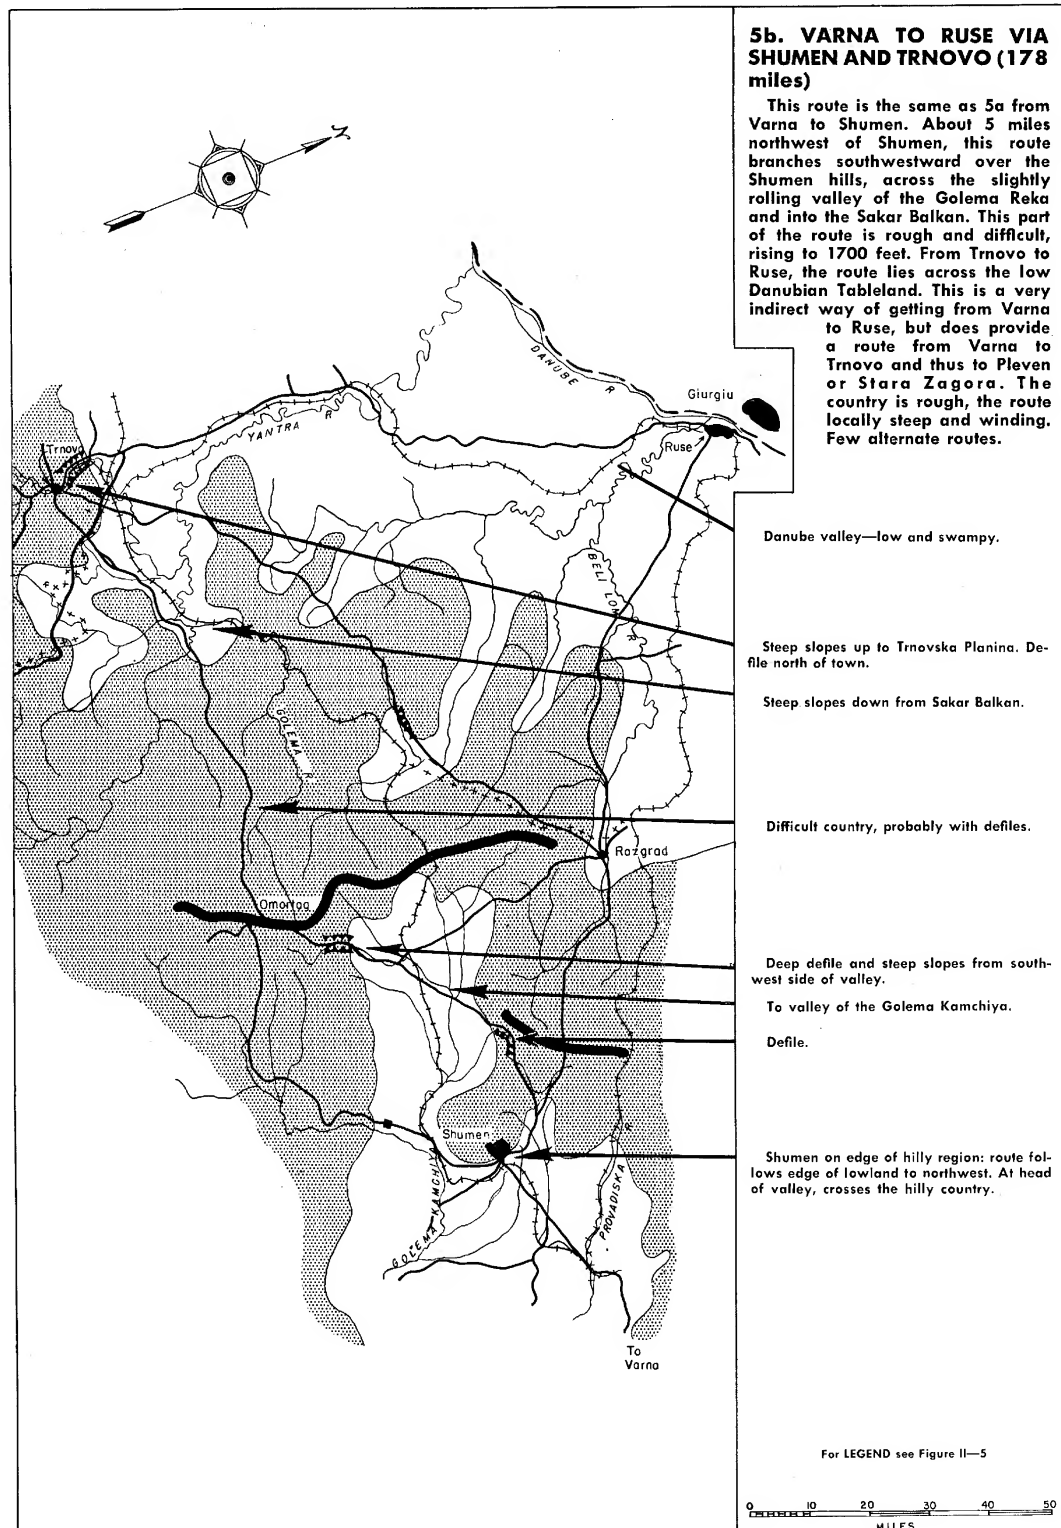 5b. VARNA TO RUSE VIA
SHUMEN AND TRNOVO (178
miles)
This route is the same as 5a from
Varna to Shumen. About 5 miles
northwest of Shumen, this route
branches southwestward over the
Shumen hills, across the slightly
rolling valley of the Golema Reka
and into the Sakar Balkan. This part
of the route is rough and difficult,
rising to 1700 feet. From Trnovo to
Ruse, the route lies across the low
Danubian Tableland. This is a very
indirect way of getting from Varna
to Ruse, but does provide
a route from Varna to
Trnovo and thus to Pleven
or Stara Zagora. The
country is rough, the route
locally steep and winding.
Few alternate routes.
N
DANUBE R
Giurgiu
YANTRA R
Trnovo
Ruse
Danube valley—low and swampy.
BELI LOM R
Steep slopes up to Trnovska Planina. De-
file north of town.
Steep slopes down from Sakar Balkan.
GOLEMA R
Difficult country, probably with defiles.
Razgrad
Omortag
Deep defile and steep slopes from south-
west side of valley.
To valley of the Golema Kamchiya.
Defile.
Shumen
Shumen on edge of hilly region: route fol-
lows edge of lowland to northwest. At head
of valley, crosses the hilly country.
GOLEMA KAMCHIYA
PROVADISKA R
To
Varna
For LEGEND see Figure II—5
0 10 20 30 40 50
MILES